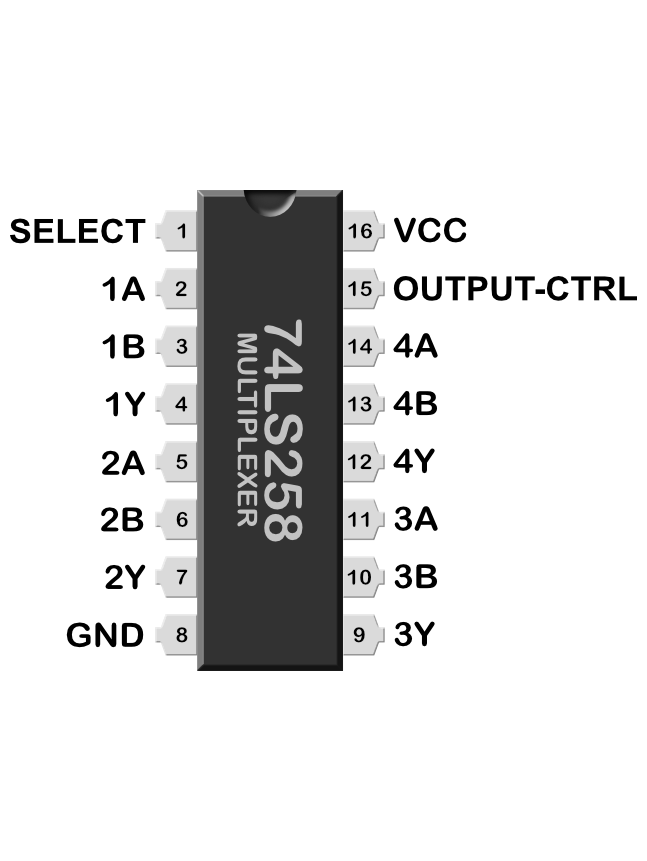 SELECT 1 16 VCC
1A 2 15 OUTPUT-CTRL
1B 3 14 4A
1Y 4 13 4B
2A 5 12 4Y
2B 6 11 3A
2Y 7 10 3B
GND 8 9 3Y
74LS258
MULTIPLEXER